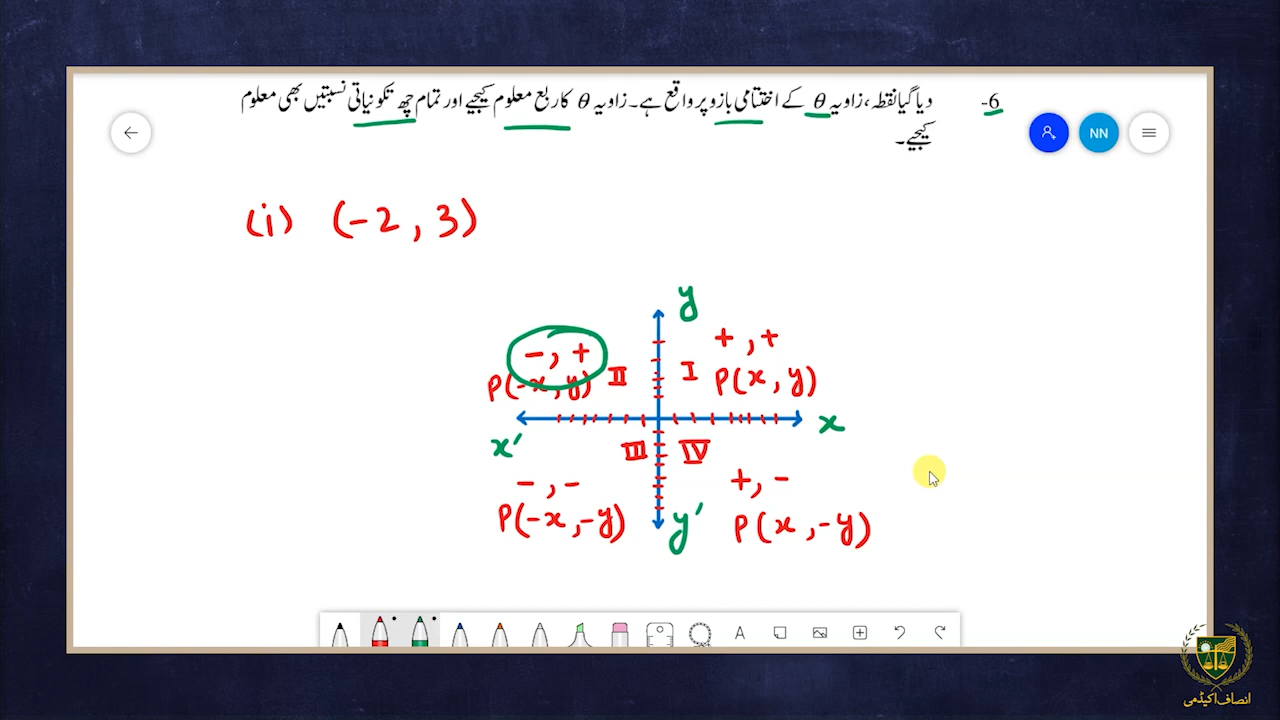 6- دیا گیا نقطہ، زاویہ θ کے اختتامی بازو پر واقع ہے۔ زاویہ θ کا ربع معلوم کیجیے اور تمام چھ تکونیاتی نسبتیں بھی معلوم
کیجیے۔
NN
(i) (-2, 3)
y
-, + +, +
P(-x, y) II I P(x, y)
x
x' III IV
-, - +, -
P(-x, -y) y' P(x, -y)
A
انصاف اکیڈمی